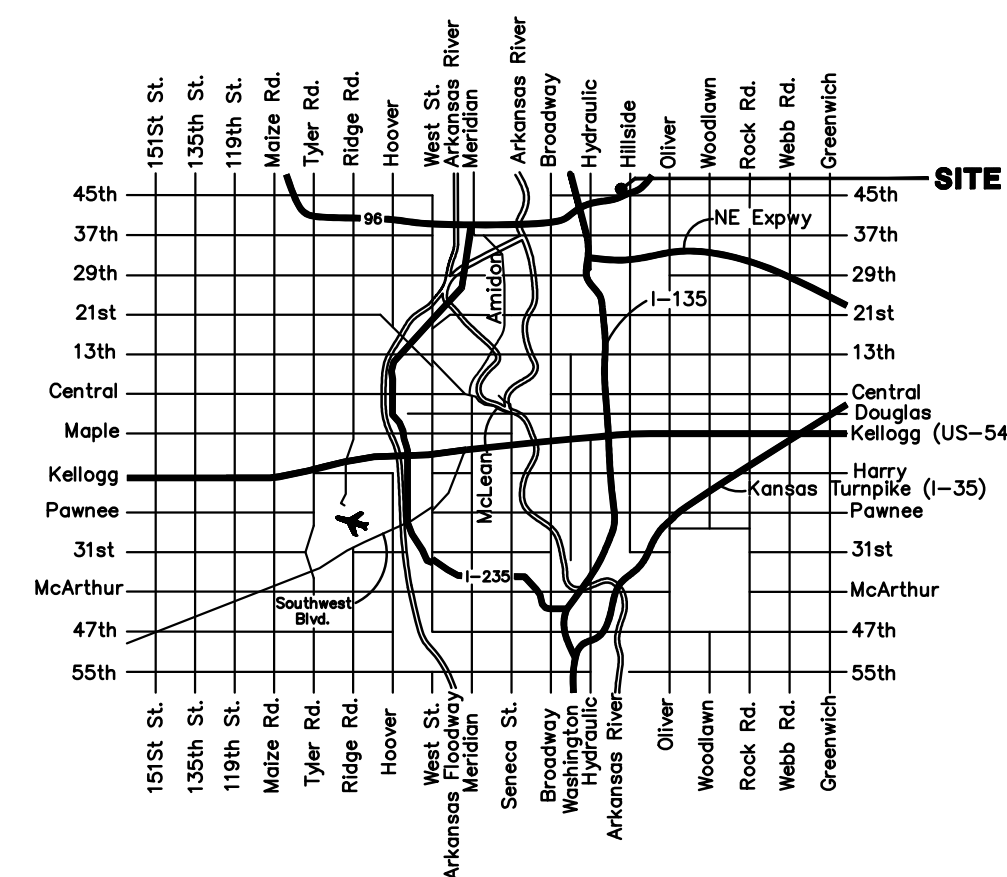 151St St.
135th St.
119th St.
Maize Rd.
Tyler Rd.
Ridge Rd.
Hoover
West St.
Arkansas River
Meridian
Arkansas River
Broadway
Hydraulic
Hillside
Oliver
Woodlawn
Rock Rd.
Webb Rd.
Greenwich
SITE
45th
45th
96
NE Expwy
37th
37th
29th
29th
Amidon
I-135
21st
21st
13th
13th
Central
Central
Douglas
Maple
Kellogg (US-54
Kellogg
Harry
McLean
Kansas Turnpike (I-35)
Pawnee
Pawnee
31st
31st
I-235
McArthur
McArthur
Southwest
Blvd.
47th
47th
55th
55th
151St St.
135th St.
119th St.
Maize Rd.
Tyler Rd.
Ridge Rd.
Hoover
West St.
Arkansas Floodway
Meridian
Seneca St.
Broadway
Washington
Hydraulic
Arkansas River
Oliver
Woodlawn
Rock Rd.
Webb Rd.
Greenwich